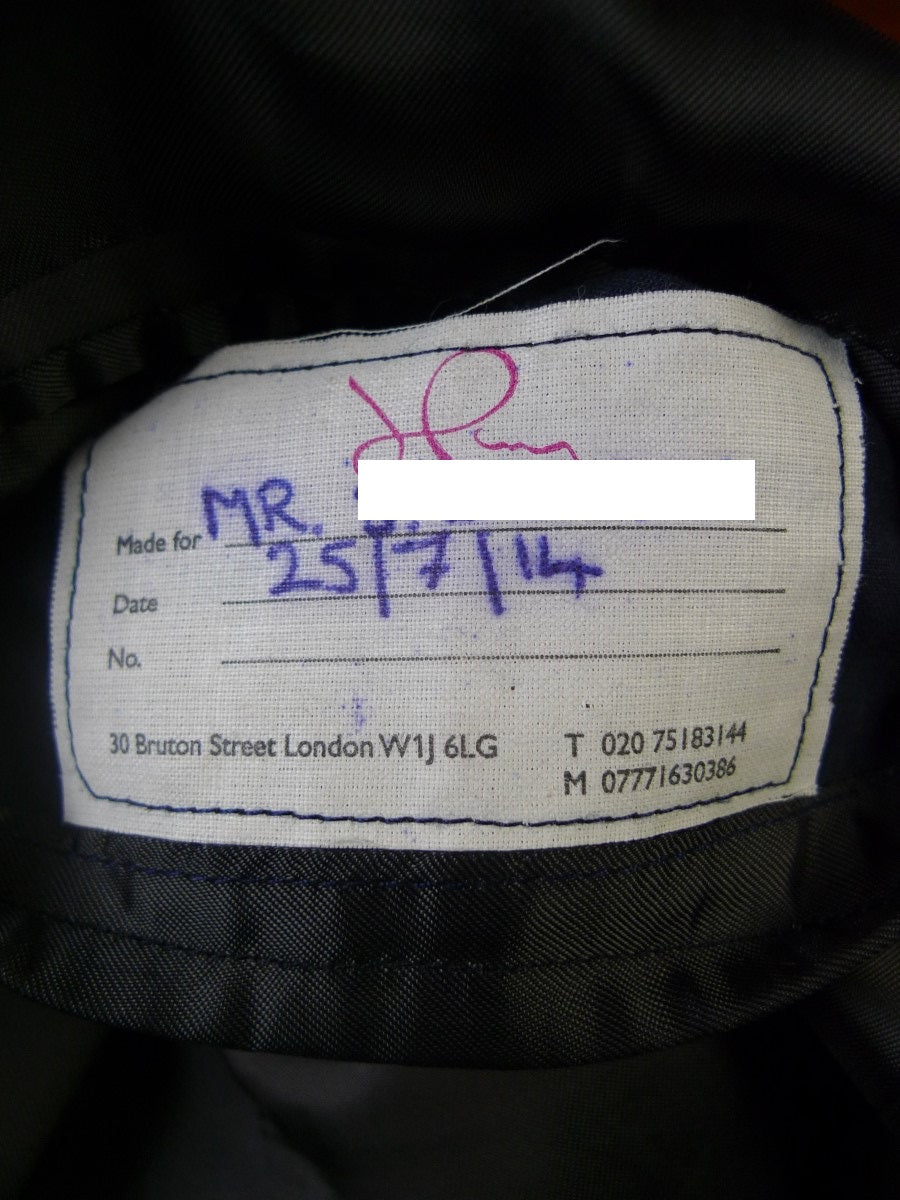 Made for MR.
Date 25/7/14
No.
30 Bruton Street London W1J 6LG
T 020 75183144
M 07771630386